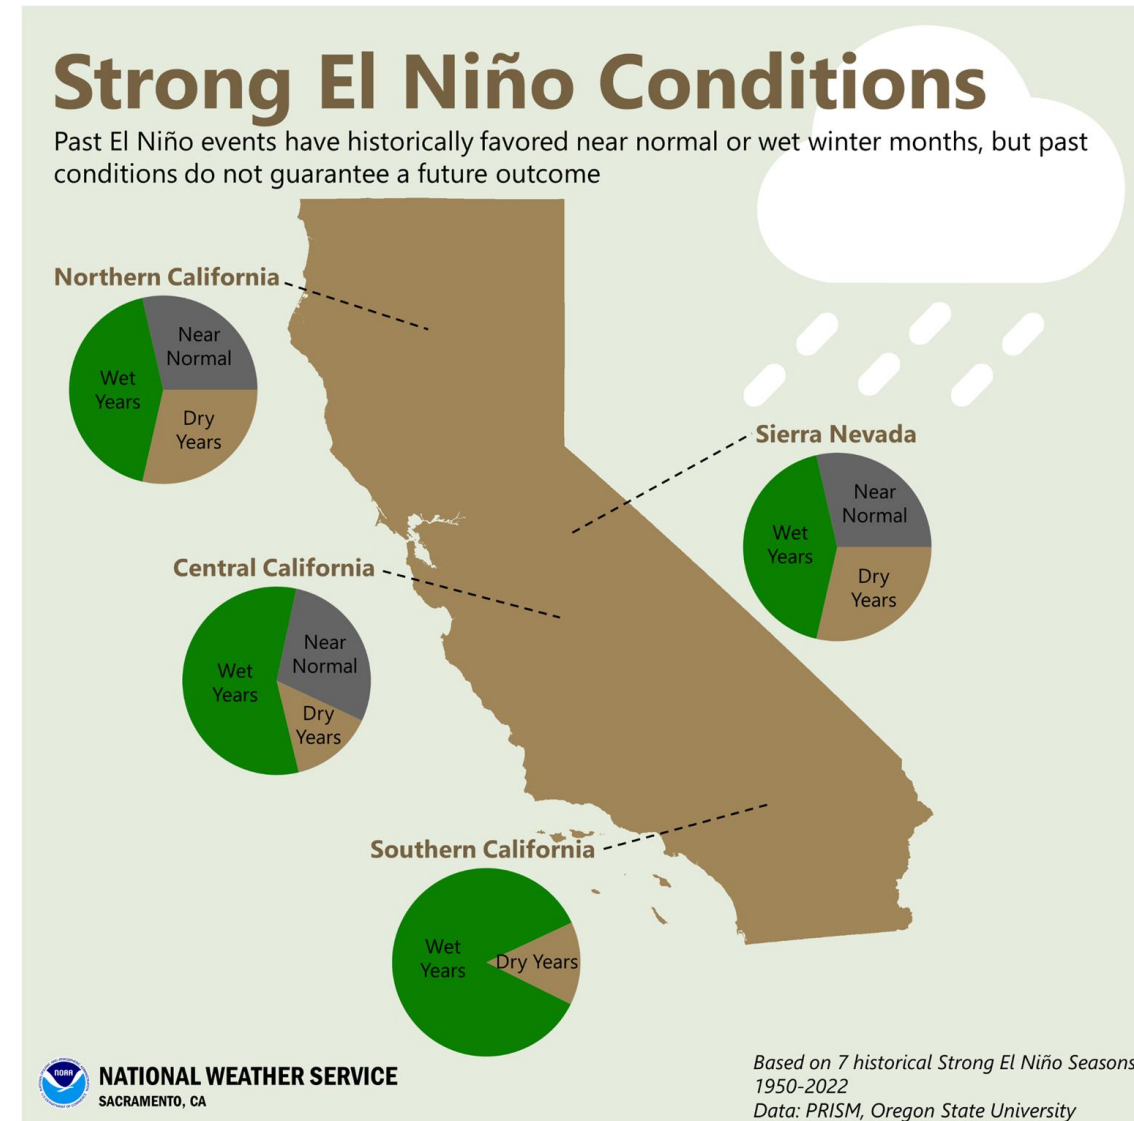 Strong El Niño Conditions
Past El Niño events have historically favored near normal or wet winter months, but past
conditions do not guarantee a future outcome
Northern California
Near
Normal
Wet
Years
Dry
Years
Sierra Nevada
Near
Normal
Wet
Years
Dry
Years
Central California
Near
Normal
Wet
Years
Dry
Years
Southern California
Wet
Years
Dry Years
NOAA
NATIONAL WEATHER SERVICE
SACRAMENTO, CA
Based on 7 historical Strong El Niño Seasons
1950-2022
Data: PRISM, Oregon State University